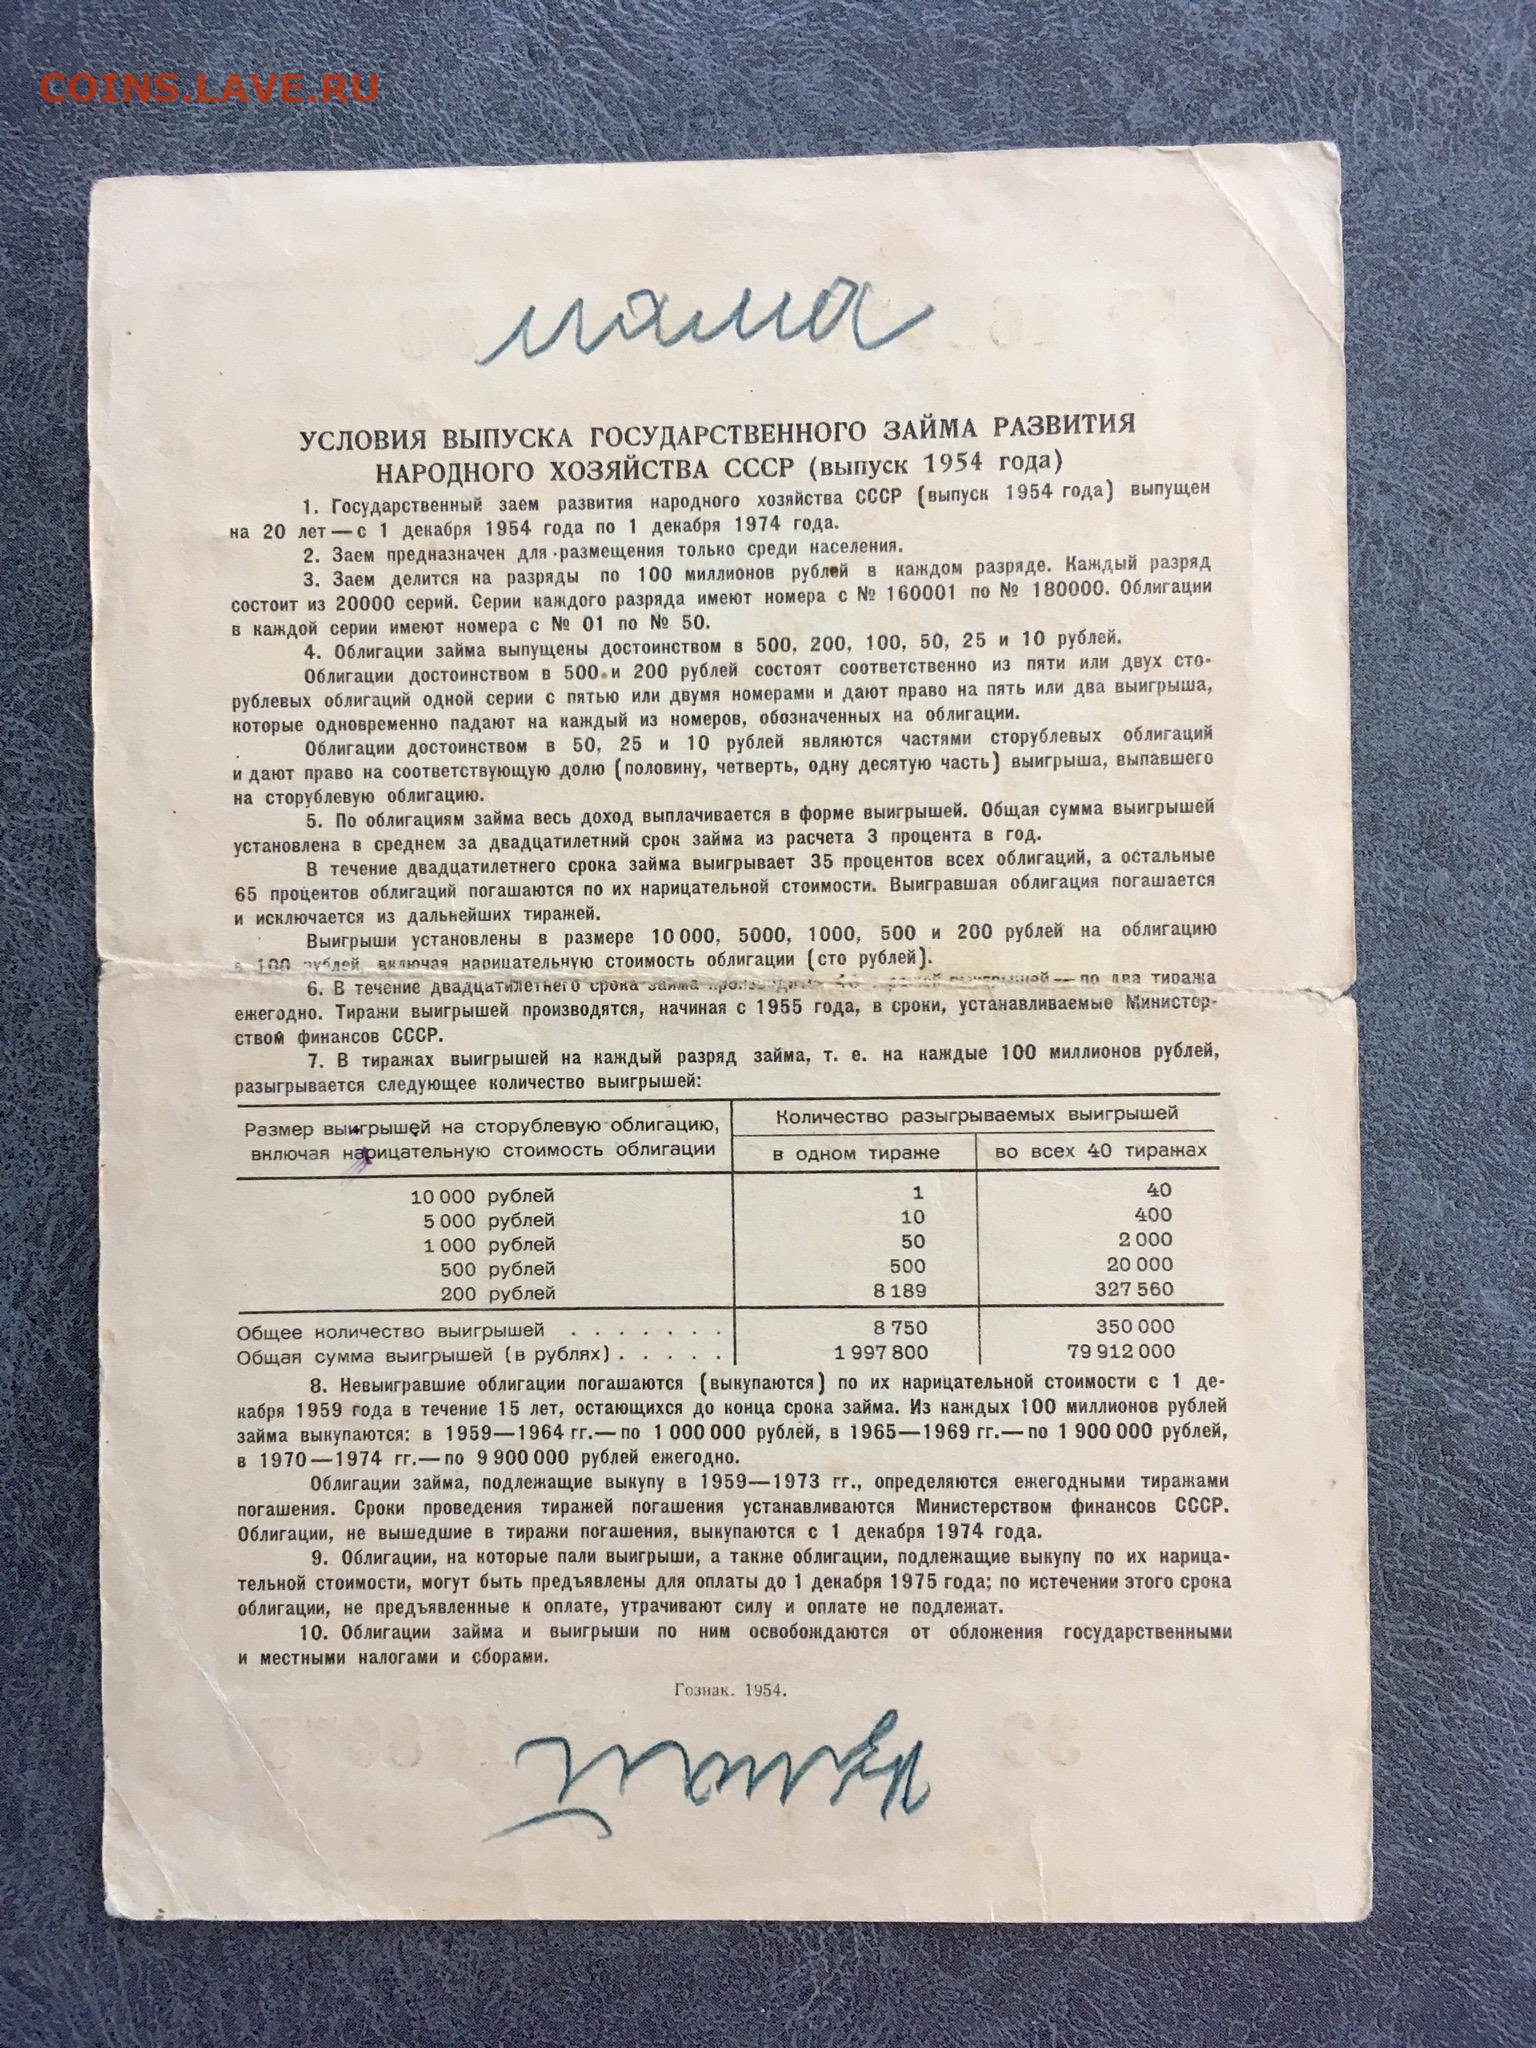 COINS.LAVE.RU
мама
УСЛОВИЯ ВЫПУСКА ГОСУДАРСТВЕННОГО ЗАЙМА РАЗВИТИЯ
НАРОДНОГО ХОЗЯЙСТВА СССР (выпуск 1954 года)
1. Государственный заем развития народного хозяйства СССР (выпуск 1954 года) выпущен
на 20 лет — с 1 декабря 1954 года по 1 декабря 1974 года.
2. Заем предназначен для размещения только среди населения.
3. Заем делится на разряды по 100 миллионов рублей в каждом разряде. Каждый разряд
состоит из 20000 серий. Серии каждого разряда имеют номера с № 160001 по № 180000. Облигации
в каждой серии имеют номера с № 01 по № 50.
4. Облигации займа выпущены достоинством в 500, 200, 100, 50, 25 и 10 рублей.
Облигации достоинством в 500 и 200 рублей состоят соответственно из пяти или двух сто-
рублевых облигаций одной серии с пятью или двумя номерами и дают право на пять или два выигрыша,
которые одновременно падают на каждый из номеров, обозначенных на облигации.
Облигации достоинством в 50, 25 и 10 рублей являются частями сторублевых облигаций
и дают право на соответствующую долю (половину, четверть, одну десятую часть) выигрыша, выпавшего
на сторублевую облигацию.
5. По облигациям займа весь доход выплачивается в форме выигрышей. Общая сумма выигрышей
установлена в среднем за двадцатилетний срок займа из расчета 3 процента в год.
В течение двадцатилетнего срока займа выигрывает 35 процентов всех облигаций, а остальные
65 процентов облигаций погашаются по их нарицательной стоимости. Выигравшая облигация погашается
и исключается из дальнейших тиражей.
Выигрыши установлены в размере 10 000, 5000, 1000, 500 и 200 рублей на облигацию
в 100 рублей, включая нарицательную стоимость облигации (сто рублей).
6. В течение двадцатилетнего срока займа производится 40 тиражей выигрышей — по два тиража
ежегодно. Тиражи выигрышей производятся, начиная с 1955 года, в сроки, устанавливаемые Министер-
ством финансов СССР.
7. В тиражах выигрышей на каждый разряд займа, т. е. на каждые 100 миллионов рублей,
разыгрывается следующее количество выигрышей:
Размер выигрышей на сторублевую облигацию, Количество разыгрываемых выигрышей
включая нарицательную стоимость облигации в одном тираже во всех 40 тиражах
10 000 рублей 1 40
5 000 рублей 10 400
1 000 рублей 50 2 000
500 рублей 500 20 000
200 рублей 8 189 327 560
Общее количество выигрышей . . . . . . . 8 750 350 000
Общая сумма выигрышей (в рублях) . . . . . 1 997 800 79 912 000
8. Невыигравшие облигации погашаются (выкупаются) по их нарицательной стоимости с 1 де-
кабря 1959 года в течение 15 лет, остающихся до конца срока займа. Из каждых 100 миллионов рублей
займа выкупаются: в 1959—1964 гг.—по 1 000 000 рублей, в 1965—1969 гг.—по 1 900 000 рублей,
в 1970—1974 гг.—по 9 900 000 рублей ежегодно.
Облигации займа, подлежащие выкупу в 1959—1973 гг., определяются ежегодными тиражами
погашения. Сроки проведения тиражей погашения устанавливаются Министерством финансов СССР.
Облигации, не вышедшие в тиражи погашения, выкупаются с 1 декабря 1974 года.
9. Облигации, на которые пали выигрыши, а также облигации, подлежащие выкупу по их нарица-
тельной стоимости, могут быть предъявлены для оплаты до 1 декабря 1975 года; по истечении этого срока
облигации, не предъявленные к оплате, утрачивают силу и оплате не подлежат.
10. Облигации займа и выигрыши по ним освобождаются от обложения государственными
и местными налогами и сборами.
Гознак. 1954.